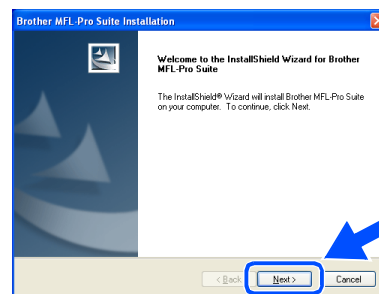 Brother MFL-Pro Suite Installation
Welcome to the InstallShield Wizard for Brother
MFL-Pro Suite
The InstallShield® Wizard will install Brother MFL-Pro Suite
on your computer. To continue, click Next.
< Back
Next >
Cancel